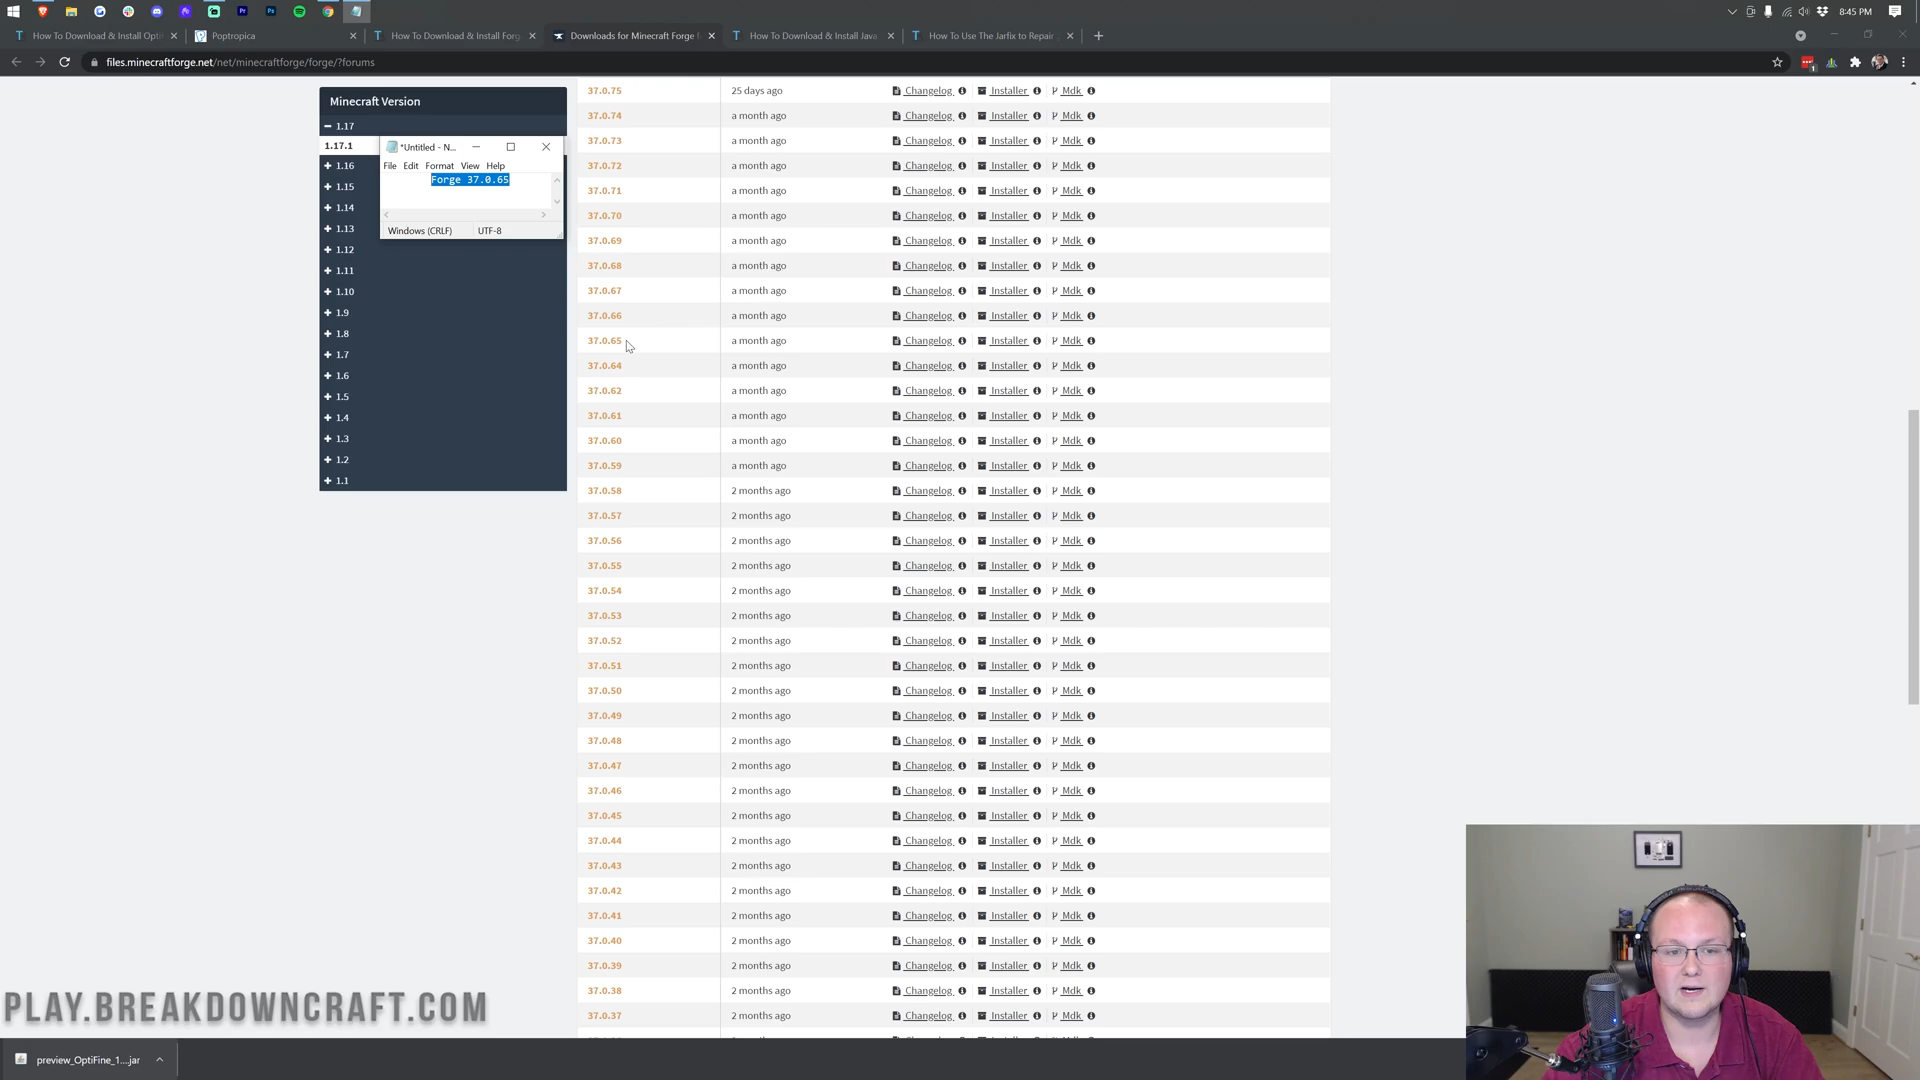 8:45 PM
How To Download & Install Opti
Poptropica
How To Download & Install Forg
Downloads for Minecraft Forge f
How To Download & Install Java
How To Use The Jarfix to Repair
files.minecraftforge.net/net/minecraftforge/forge/?forums
Minecraft Version
1.17
1.17.1
1.16
1.15
1.14
1.13
1.12
1.11
1.10
1.9
1.8
1.7
1.6
1.5
1.4
1.3
1.2
1.1
*Untitled - N...
File Edit Format View Help
Forge 37.0.65
Windows (CRLF) UTF-8
37.0.75 25 days ago Changelog Installer Mdk
37.0.74 a month ago Changelog Installer Mdk
37.0.73 a month ago Changelog Installer Mdk
37.0.72 a month ago Changelog Installer Mdk
37.0.71 a month ago Changelog Installer Mdk
37.0.70 a month ago Changelog Installer Mdk
37.0.69 a month ago Changelog Installer Mdk
37.0.68 a month ago Changelog Installer Mdk
37.0.67 a month ago Changelog Installer Mdk
37.0.66 a month ago Changelog Installer Mdk
37.0.65 a month ago Changelog Installer Mdk
37.0.64 a month ago Changelog Installer Mdk
37.0.62 a month ago Changelog Installer Mdk
37.0.61 a month ago Changelog Installer Mdk
37.0.60 a month ago Changelog Installer Mdk
37.0.59 a month ago Changelog Installer Mdk
37.0.58 2 months ago Changelog Installer Mdk
37.0.57 2 months ago Changelog Installer Mdk
37.0.56 2 months ago Changelog Installer Mdk
37.0.55 2 months ago Changelog Installer Mdk
37.0.54 2 months ago Changelog Installer Mdk
37.0.53 2 months ago Changelog Installer Mdk
37.0.52 2 months ago Changelog Installer Mdk
37.0.51 2 months ago Changelog Installer Mdk
37.0.50 2 months ago Changelog Installer Mdk
37.0.49 2 months ago Changelog Installer Mdk
37.0.48 2 months ago Changelog Installer Mdk
37.0.47 2 months ago Changelog Installer Mdk
37.0.46 2 months ago Changelog Installer Mdk
37.0.45 2 months ago Changelog Installer Mdk
37.0.44 2 months ago Changelog Installer Mdk
37.0.43 2 months ago Changelog Installer Mdk
37.0.42 2 months ago Changelog Installer Mdk
37.0.41 2 months ago Changelog Installer Mdk
37.0.40 2 months ago Changelog Installer Mdk
37.0.39 2 months ago Changelog Installer Mdk
37.0.38 2 months ago Changelog Installer Mdk
37.0.37 2 months ago Changelog Installer Mdk
PLAY.BREAKDOWNCRAFT.COM
preview_OptiFine_1....jar